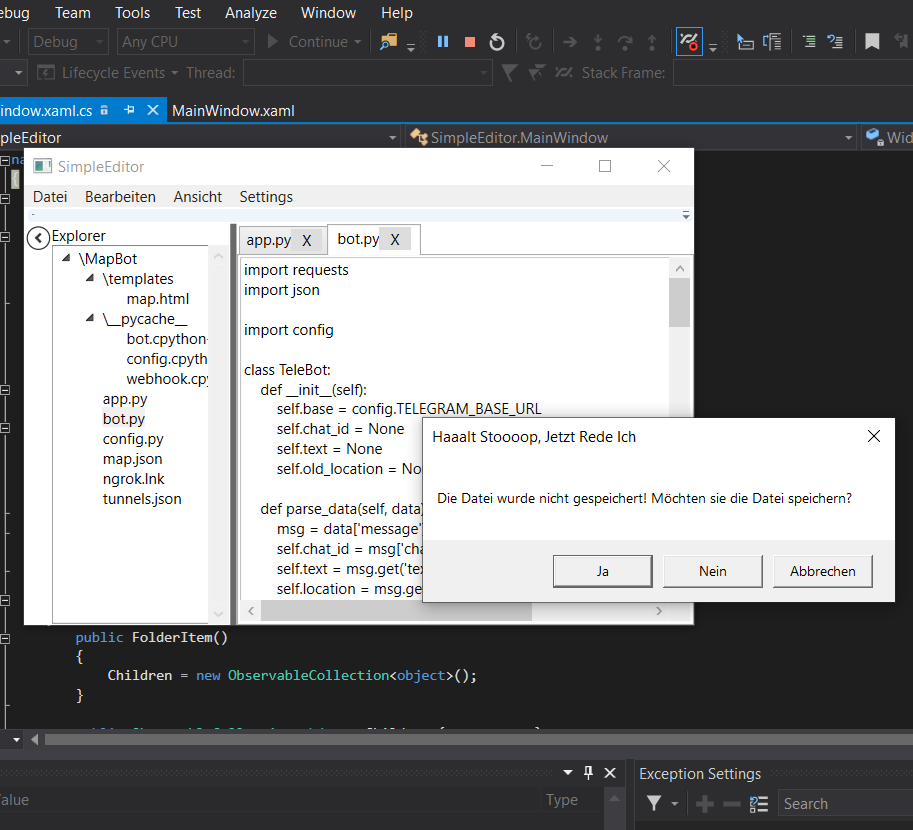 ebug Team Tools Test Analyze Window Help
Debug Any CPU Continue
Lifecycle Events Thread: Stack Frame:
indow.xaml.cs MainWindow.xaml
pleEditor SimpleEditor.MainWindow Wid
na
SimpleEditor
Datei Bearbeiten Ansicht Settings
Explorer
\MapBot
\templates
map.html
\__pycache__
bot.cpython-
config.cpyth
webhook.cpy
app.py
bot.py
config.py
map.json
ngrok.lnk
tunnels.json
app.py X bot.py X
import requests
import json
import config
class TeleBot:
def __init__(self):
self.base = config.TELEGRAM_BASE_URL
self.chat_id = None
self.text = None
self.old_location = No
def parse_data(self, data)
msg = data['message'
self.chat_id = msg['cha
self.text = msg.get('tex
self.location = msg.ge
Haaalt Stoooop, Jetzt Rede Ich
Die Datei wurde nicht gespeichert! Möchten sie die Datei speichern?
Ja Nein Abbrechen
public FolderItem()
{
Children = new ObservableCollection<object>();
}
alue Type
Exception Settings
Search